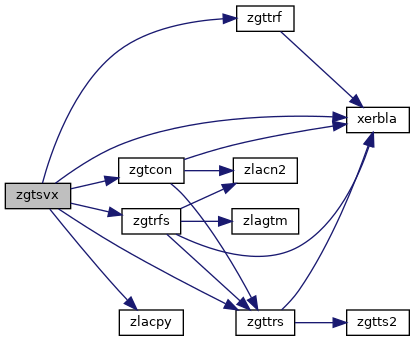 zgttrf
xerbla
zgtcon
zlacn2
zgtsvx
zgtrfs
zlagtm
zlacpy
zgttrs
zgtts2